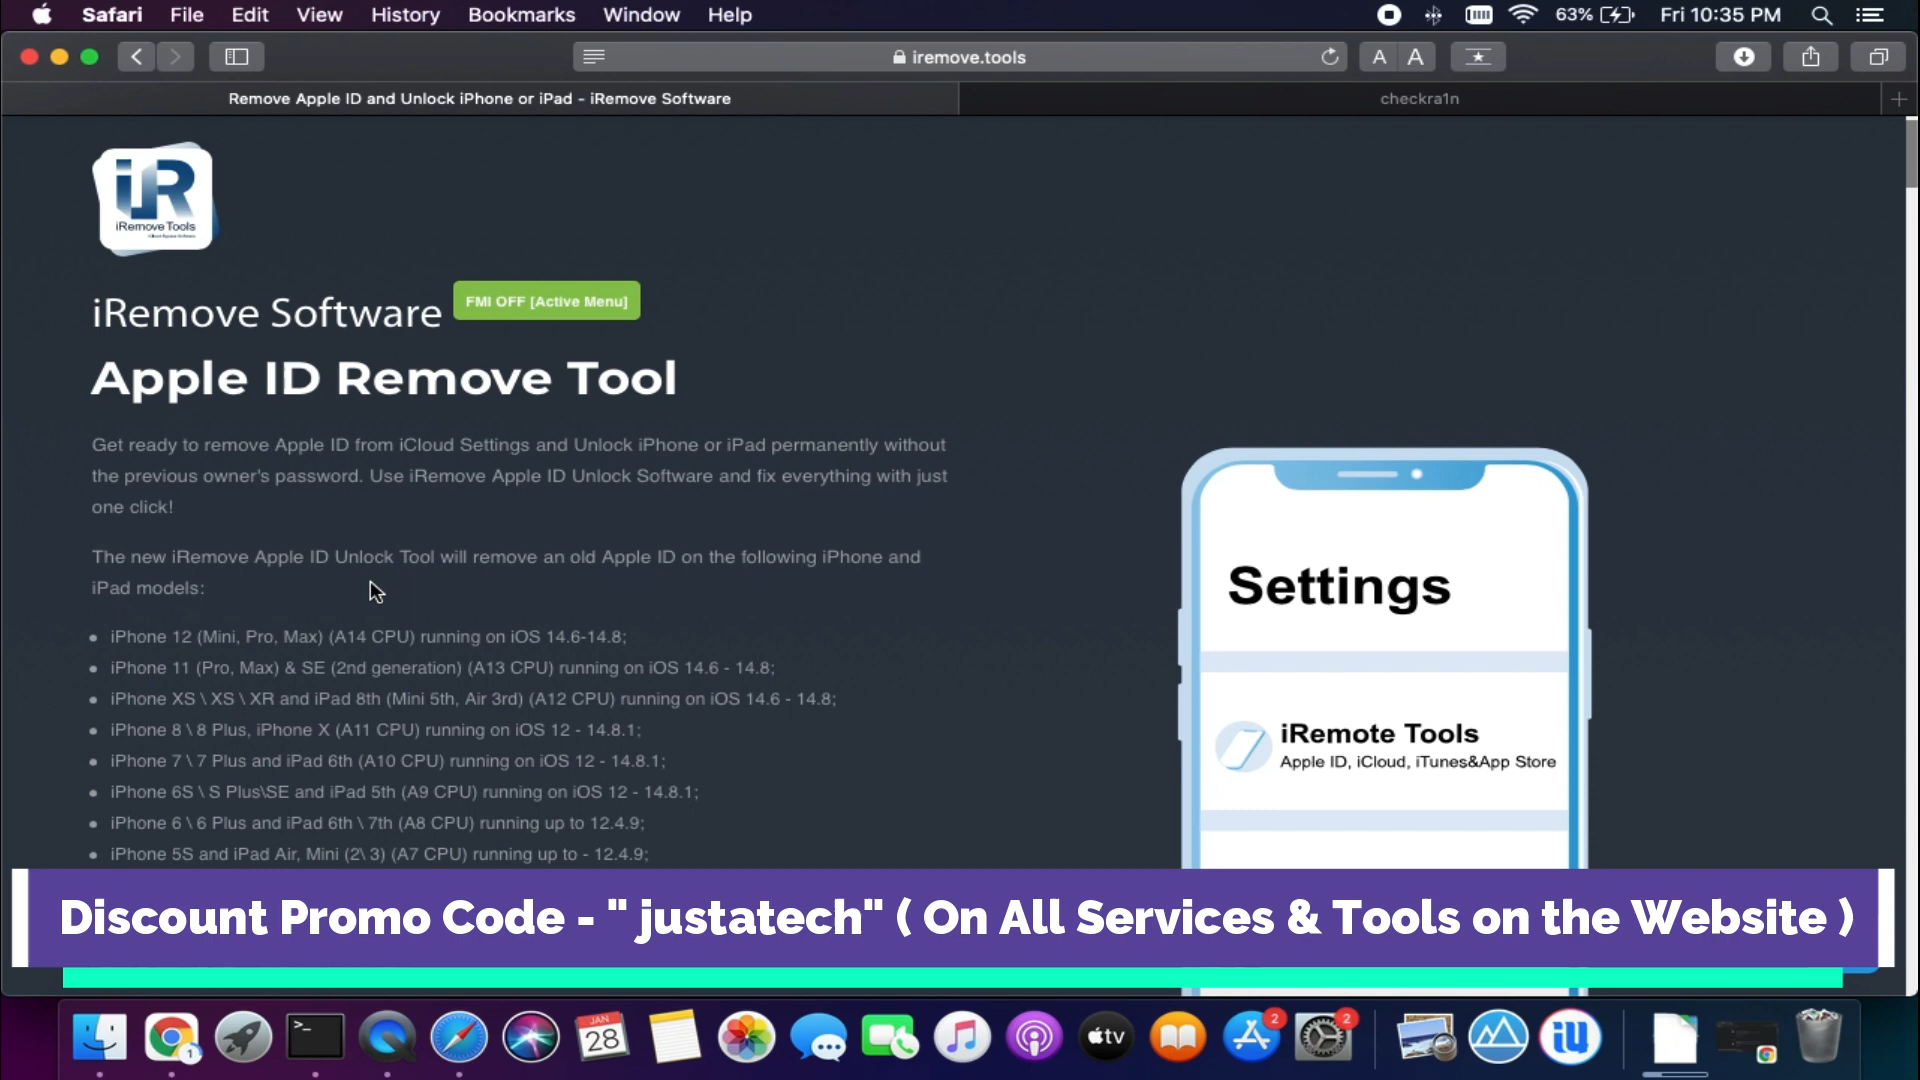 Safari File Edit View History Bookmarks Window Help 63% Fri 10:35 PM
iremove.tools A A
Remove Apple ID and Unlock iPhone or iPad - iRemove Software checkra1n
iR
iRemove Tools
iRemove Software FMI OFF [Active Menu]
Apple ID Remove Tool
Get ready to remove Apple ID from iCloud Settings and Unlock iPhone or iPad permanently without
the previous owner's password. Use iRemove Apple ID Unlock Software and fix everything with just
one click!
The new iRemove Apple ID Unlock Tool will remove an old Apple ID on the following iPhone and
iPad models:
iPhone 12 (Mini, Pro, Max) (A14 CPU) running on iOS 14.6-14.8;
iPhone 11 (Pro, Max) & SE (2nd generation) (A13 CPU) running on iOS 14.6 - 14.8;
iPhone XS \ XS \ XR and iPad 8th (Mini 5th, Air 3rd) (A12 CPU) running on iOS 14.6 - 14.8;
iPhone 8 \ 8 Plus, iPhone X (A11 CPU) running on iOS 12 - 14.8.1;
iPhone 7 \ 7 Plus and iPad 6th (A10 CPU) running on iOS 12 - 14.8.1;
iPhone 6S \ S Plus\SE and iPad 5th (A9 CPU) running on iOS 12 - 14.8.1;
iPhone 6 \ 6 Plus and iPad 6th \ 7th (A8 CPU) running up to 12.4.9;
iPhone 5S and iPad Air, Mini (2\ 3) (A7 CPU) running up to - 12.4.9;
Settings
iRemote Tools
Apple ID, iCloud, iTunes&App Store
Discount Promo Code - " justatech" ( On All Services & Tools on the Website )
>_ 1 JAN 28 tv 2 2 iU